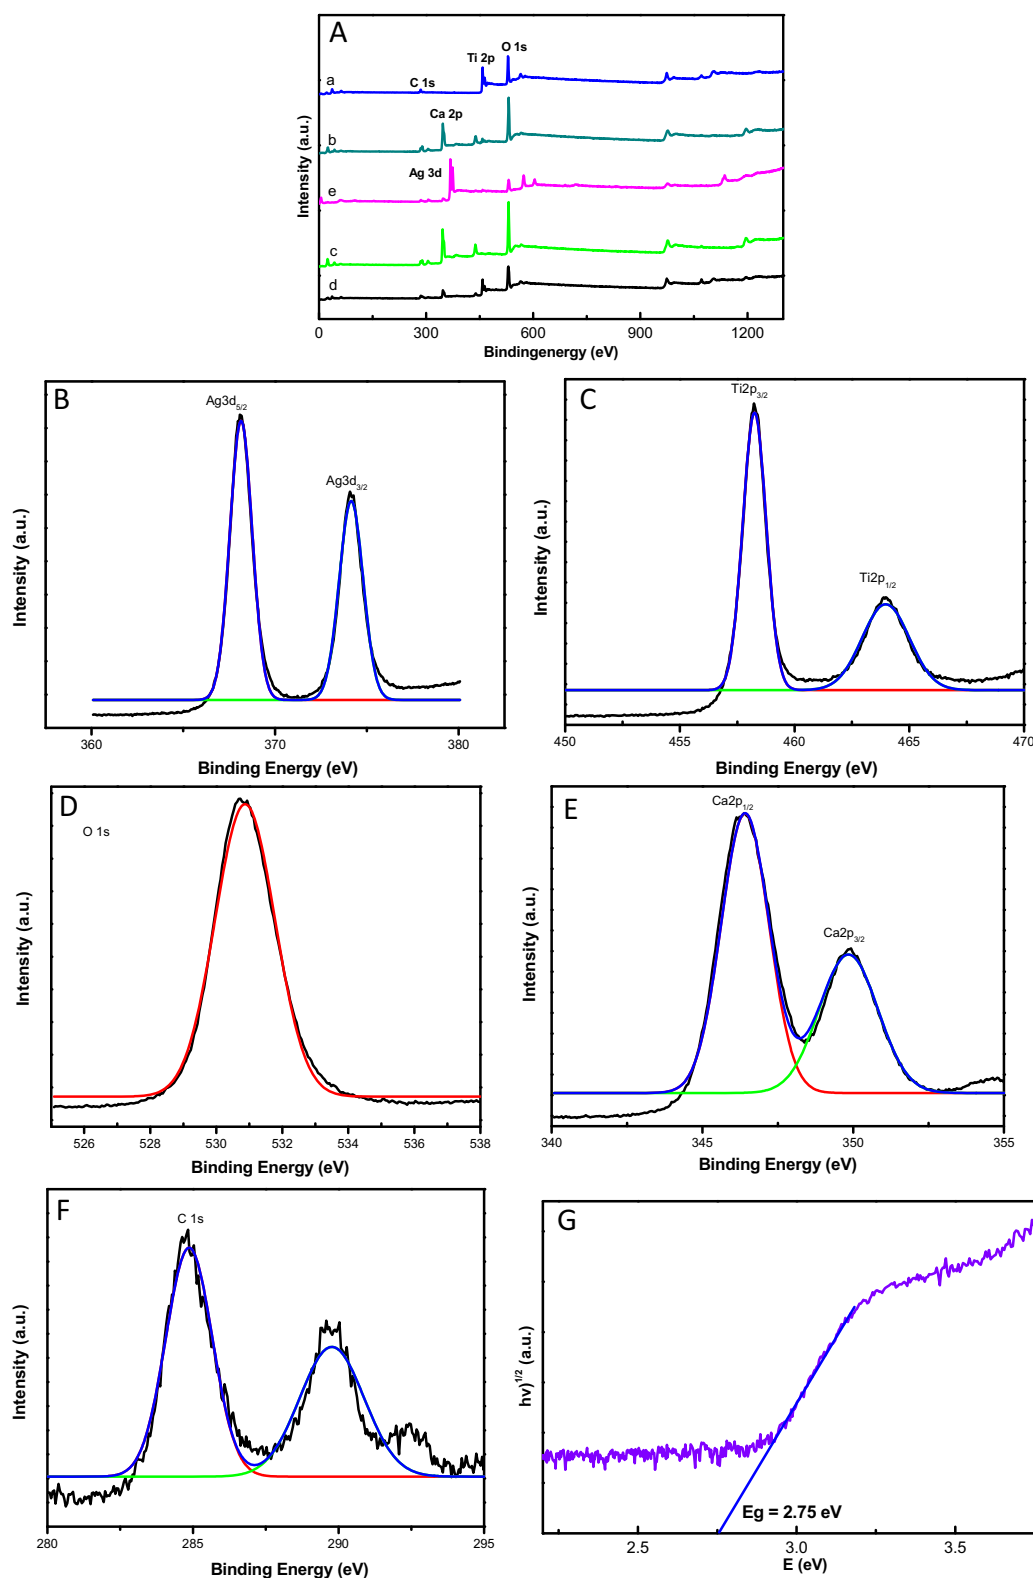 A
O 1s
Ti 2p
a
C 1s
Ca 2p
b
Ag 3d
e
c
d
Intensity (a.u.)
0 300 600 900 1200
Bindingenergy (eV)
B
Ag3d5/2
Ag3d3/2
Intensity (a.u.)
360 370 380
Binding Energy (eV)
C
Ti2p3/2
Ti2p1/2
Intensity (a.u.)
450 455 460 465 470
Binding Energy (eV)
D
O 1s
Intensity (a.u.)
526 528 530 532 534 536 538
Binding Energy (eV)
E
Ca2p1/2
Ca2p3/2
Intensity (a.u.)
340 345 350 355
Binding Energy (eV)
F
C 1s
Intensity (a.u.)
280 285 290 295
Binding Energy (eV)
G
hv)1/2 (a.u.)
Eg = 2.75 eV
2.5 3.0 3.5
E (eV)